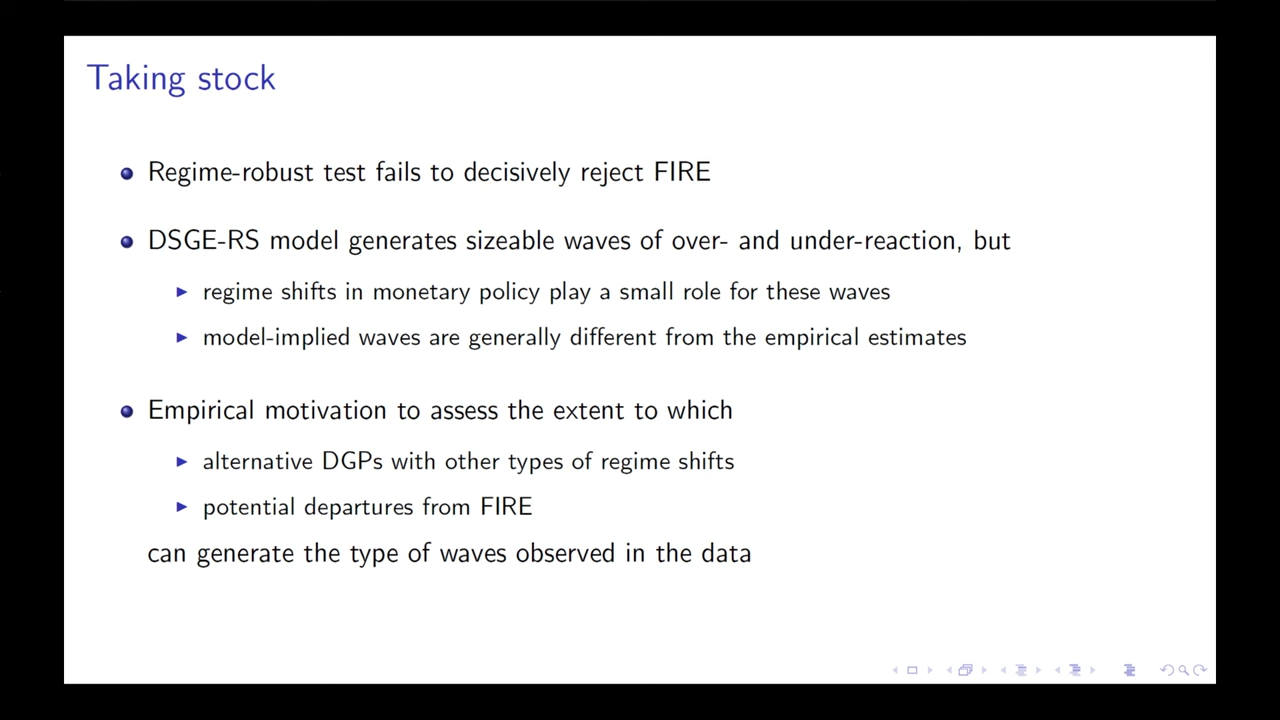 Taking stock
Regime-robust test fails to decisively reject FIRE
DSGE-RS model generates sizeable waves of over- and under-reaction, but
regime shifts in monetary policy play a small role for these waves
model-implied waves are generally different from the empirical estimates
Empirical motivation to assess the extent to which
alternative DGPs with other types of regime shifts
potential departures from FIRE
can generate the type of waves observed in the data